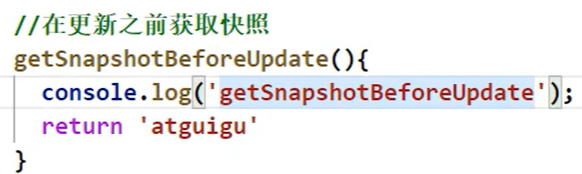 //在更新之前获取快照
getSnapshotBeforeUpdate(){
console.log('getSnapshotBeforeUpdate');
return 'atguigu'
}